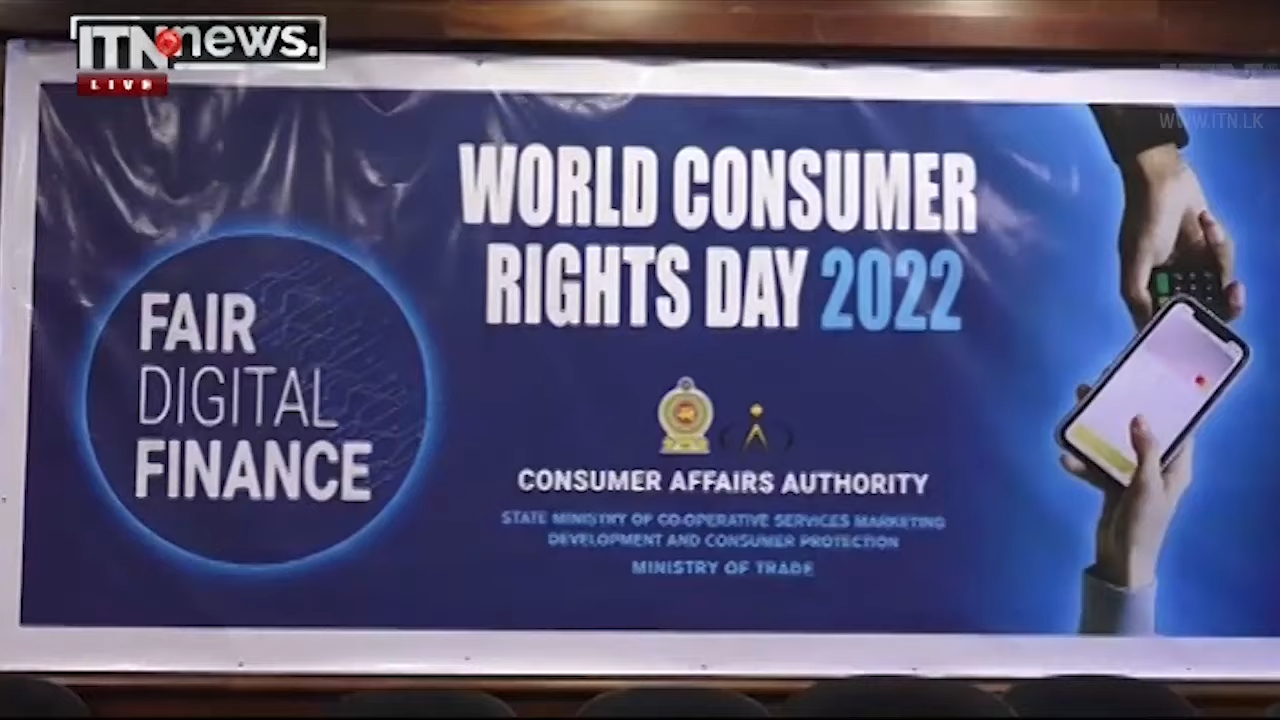 ITN news.
LIVE
ITN
WWW.ITN.LK
WORLD CONSUMER
RIGHTS DAY 2022
FAIR
DIGITAL
FINANCE
CONSUMER AFFAIRS AUTHORITY
STATE MINISTRY OF CO-OPERATIVE SERVICES MARKETING
DEVELOPMENT AND CONSUMER PROTECTION
MINISTRY OF TRADE